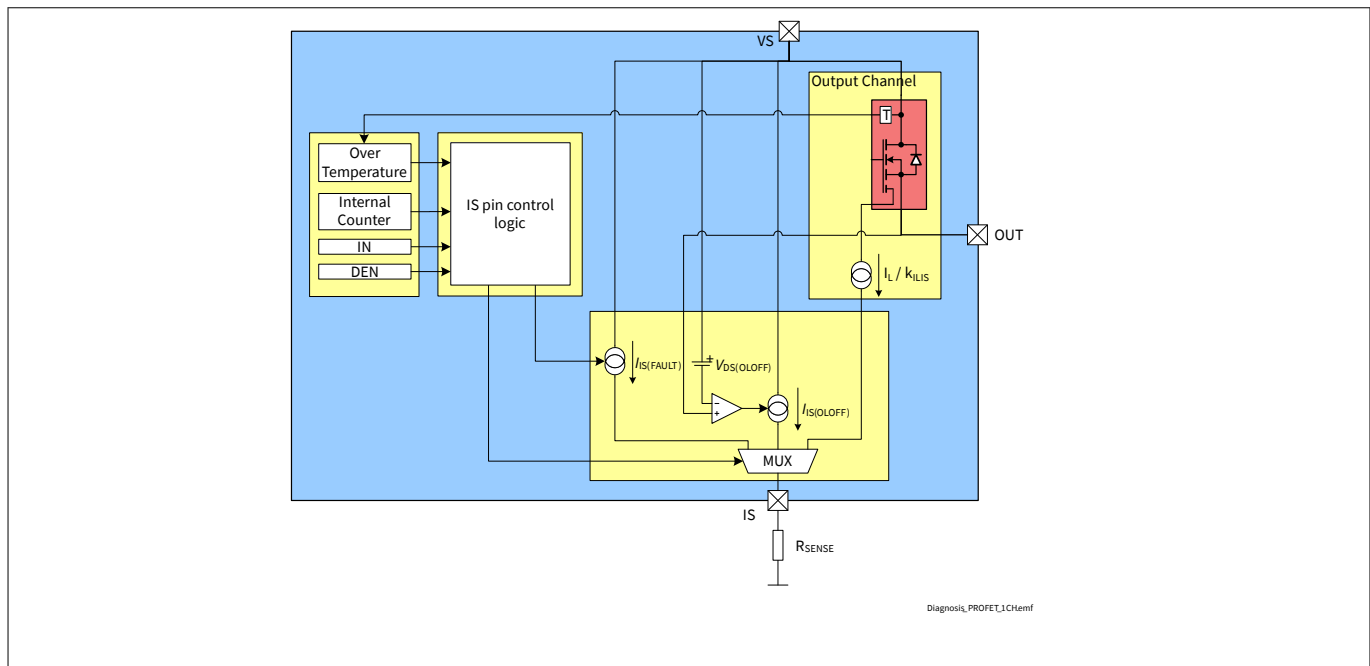 VS
Output Channel
T
Over
Temperature
Internal
Counter
IN
DEN
IS pin control
logic
OUT
IL / kILIS
IIS(FAULT)
+
VDS(OLOFF)
−
+
IIS(OLOFF)
MUX
IS
RSENSE
Diagnosis_PROFET_1CH.emf